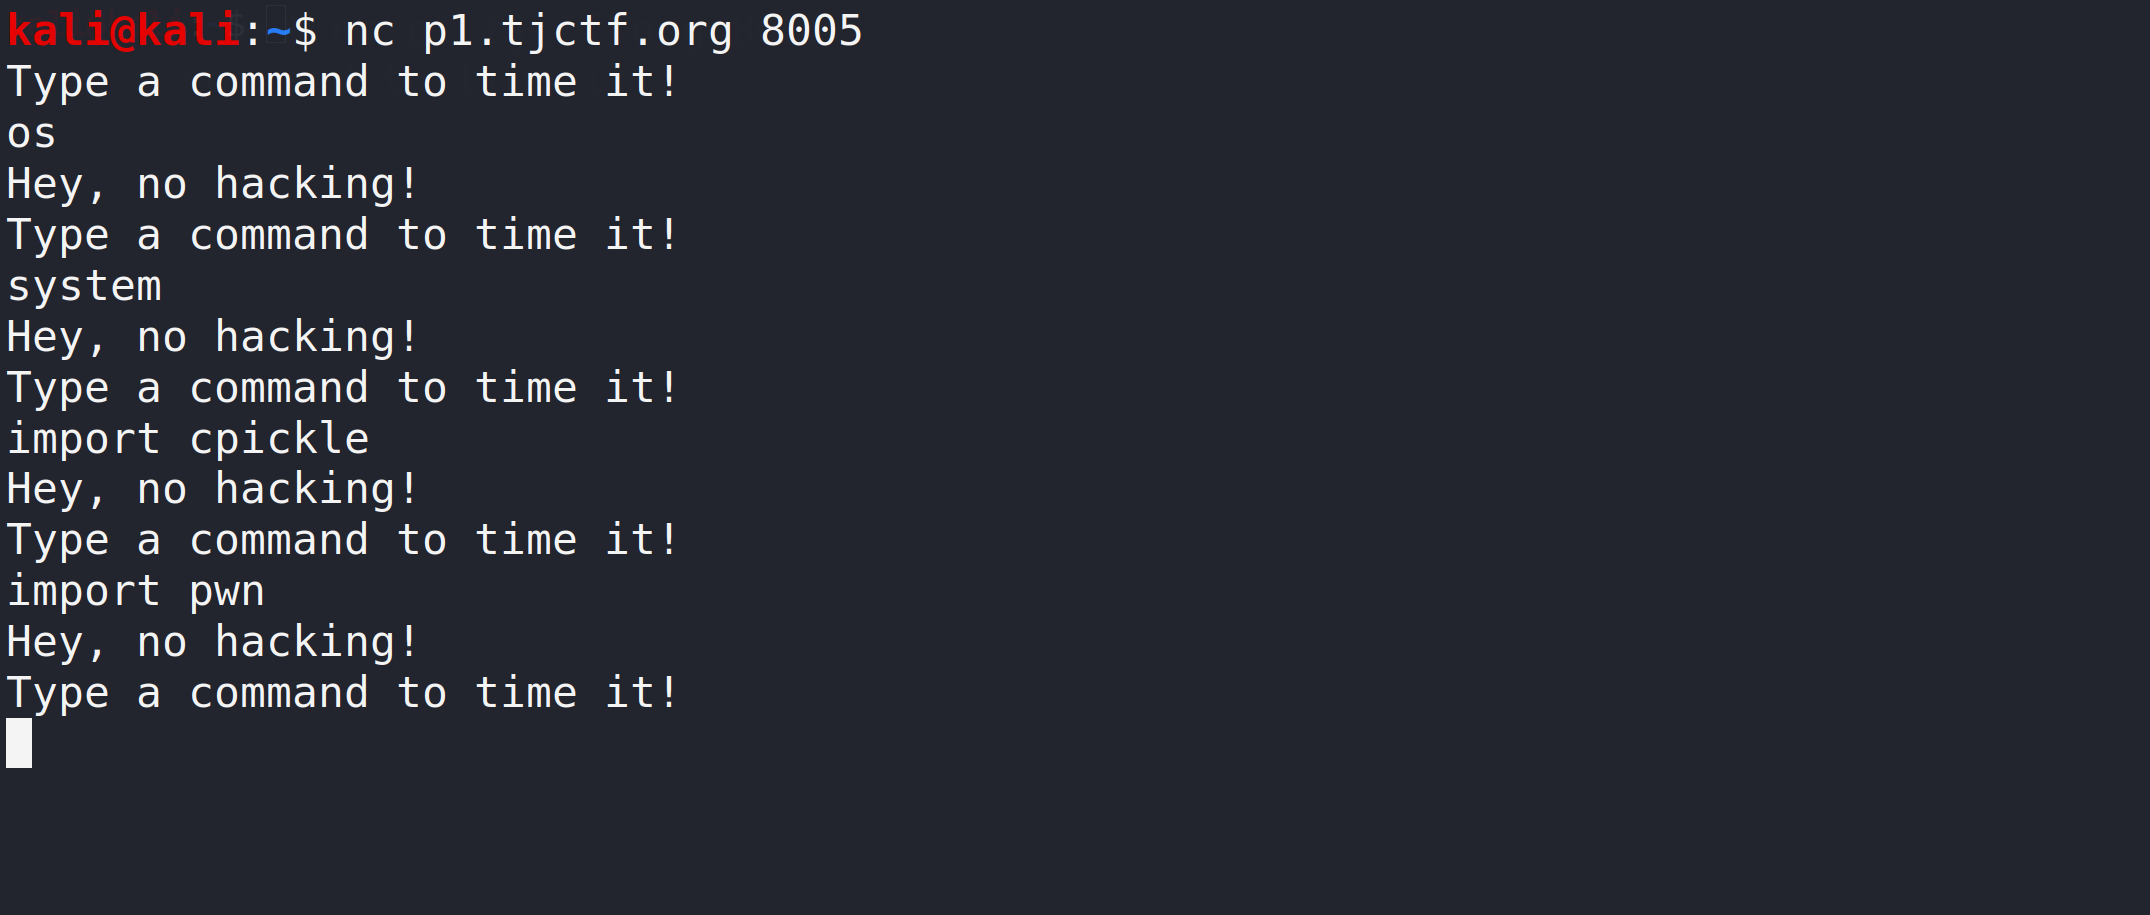 kali@kali:~$ nc p1.tjctf.org 8005
Type a command to time it!
os
Hey, no hacking!
Type a command to time it!
system
Hey, no hacking!
Type a command to time it!
import cpickle
Hey, no hacking!
Type a command to time it!
import pwn
Hey, no hacking!
Type a command to time it!